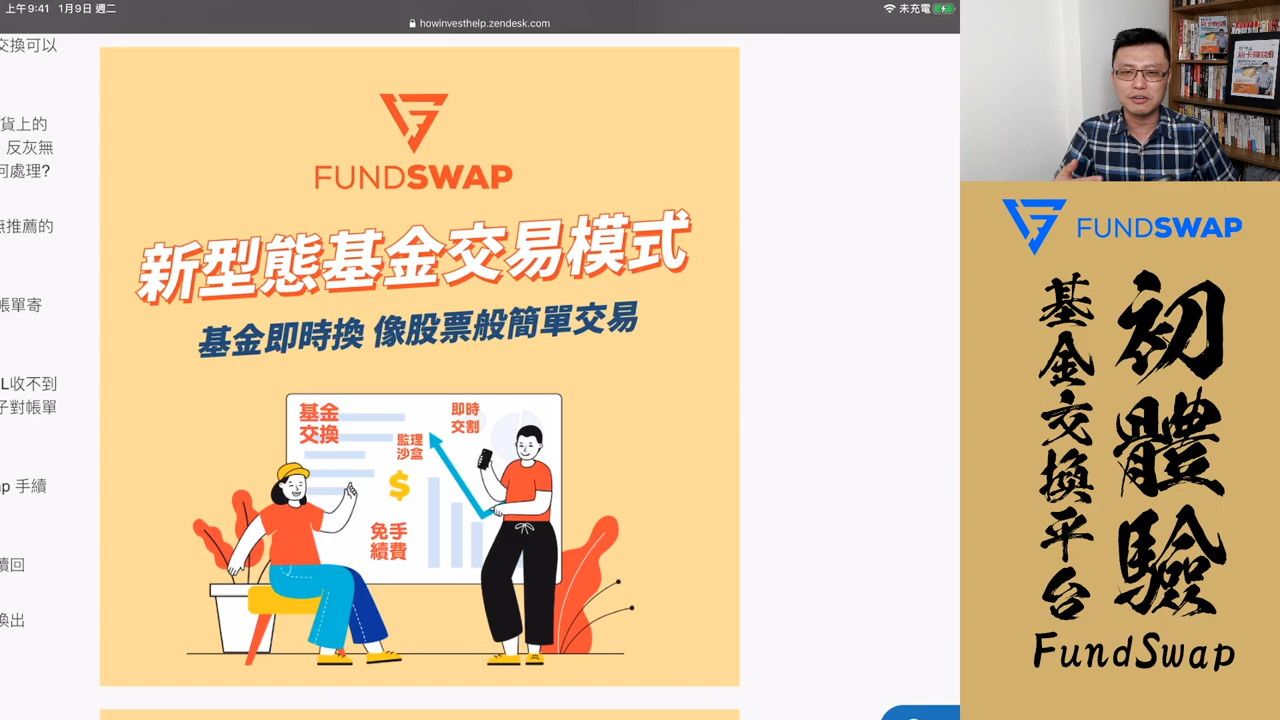 上午9:41 1月9日 週二
howinvesthelp.zendesk.com
未充電
交換可以
貨上的
反灰無
何處理?
無推薦的
帳單寄
L收不到
子對帳單
ap 手續
續回
換出
FUNDSWAP
新型態基金交易模式
基金即時換 像股票般簡單交易
基金
交換
監理
沙盒
即時
交割
$
免手
續費
FUNDSWAP
初體驗
基金交換平台
FundSwap